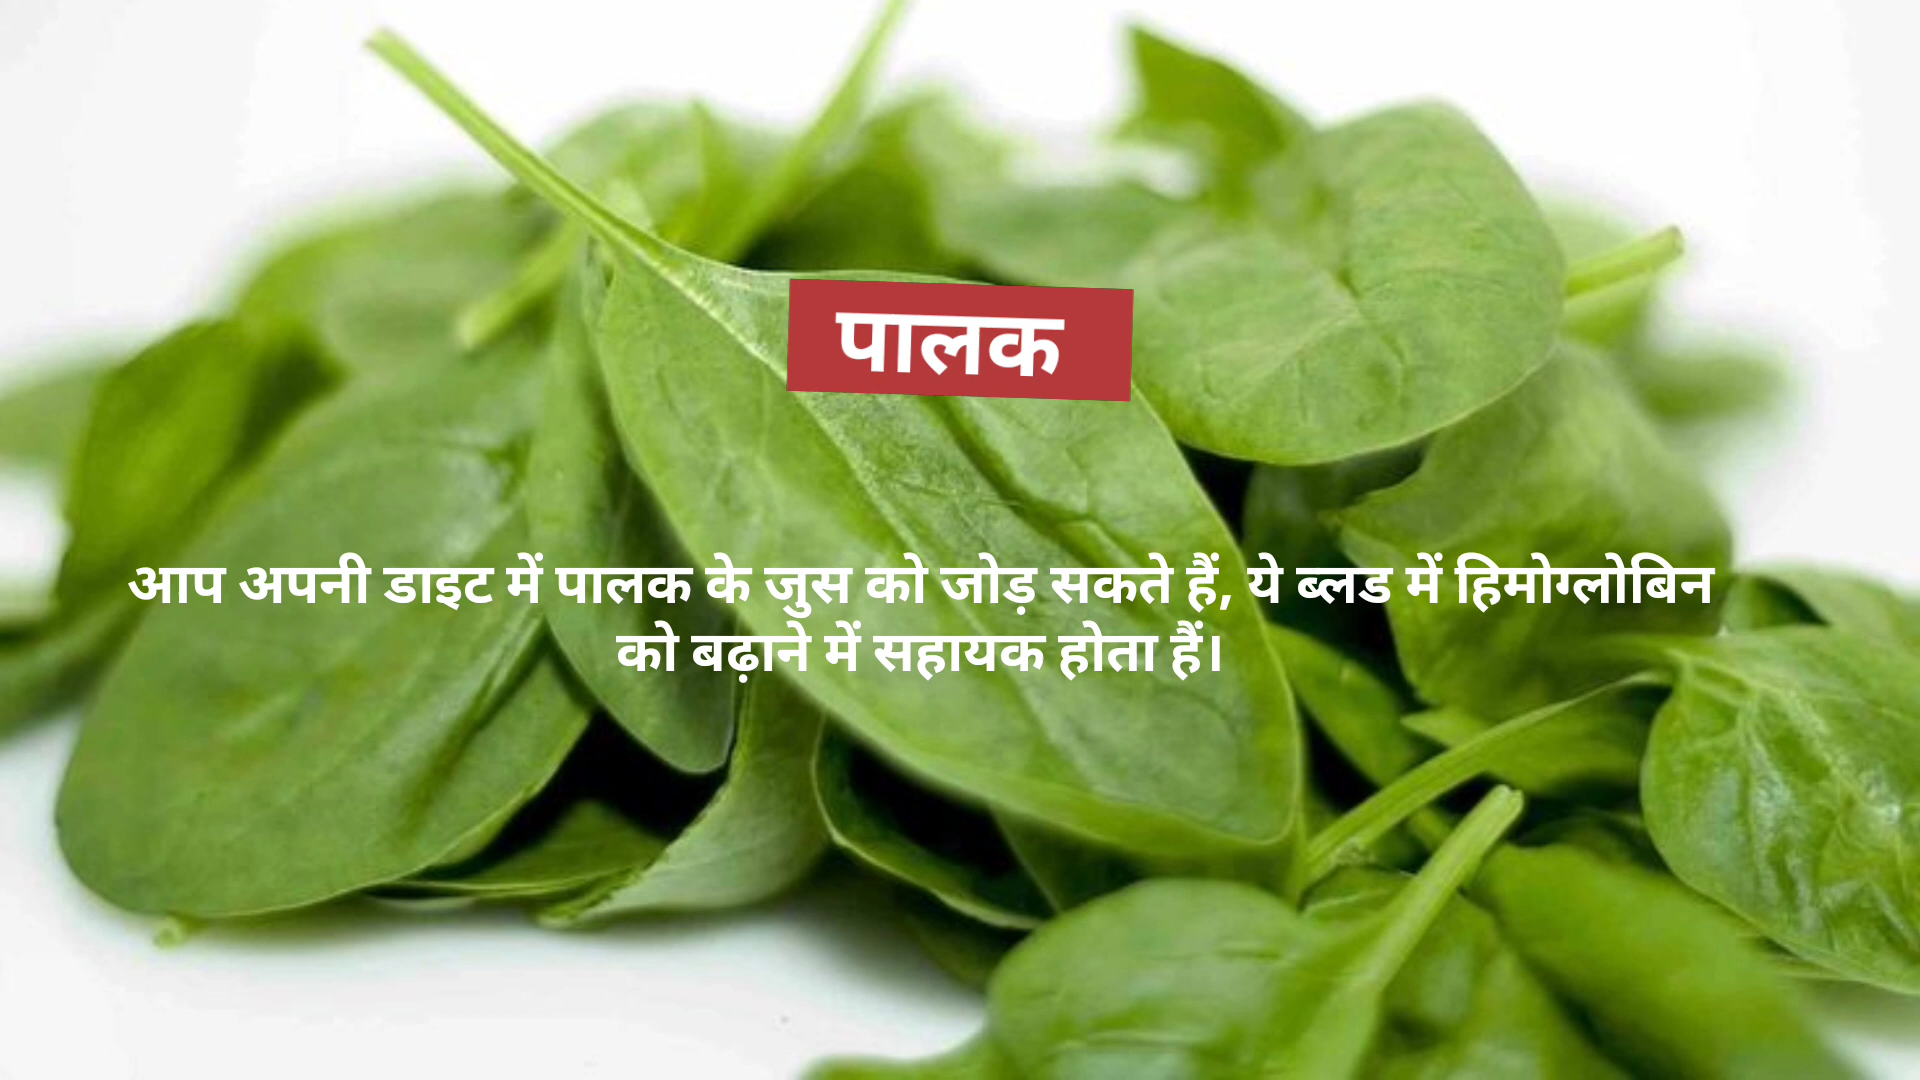 पालक
आप अपनी डाइट में पालक के जुस को जोड़ सकते हैं, ये ब्लड में हिमोग्लोबिन
को बढ़ाने में सहायक होता हैं।